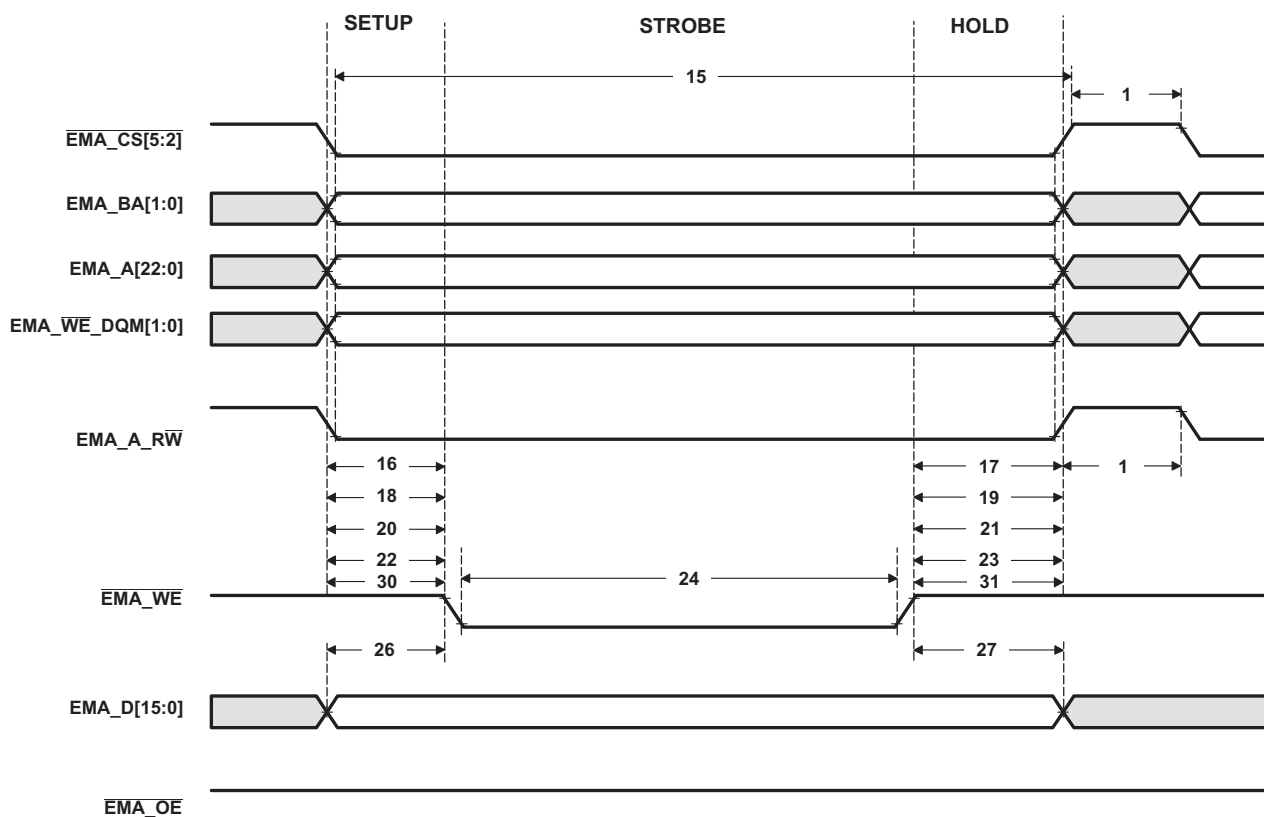 SETUP STROBE HOLD
15
1
EMA_CS[5:2]
EMA_BA[1:0]
EMA_A[22:0]
EMA_WE_DQM[1:0]
EMA_A_RW
16 17 1
18 19
20 21
22 23
24
30 31
EMA_WE
26 27
EMA_D[15:0]
EMA_OE